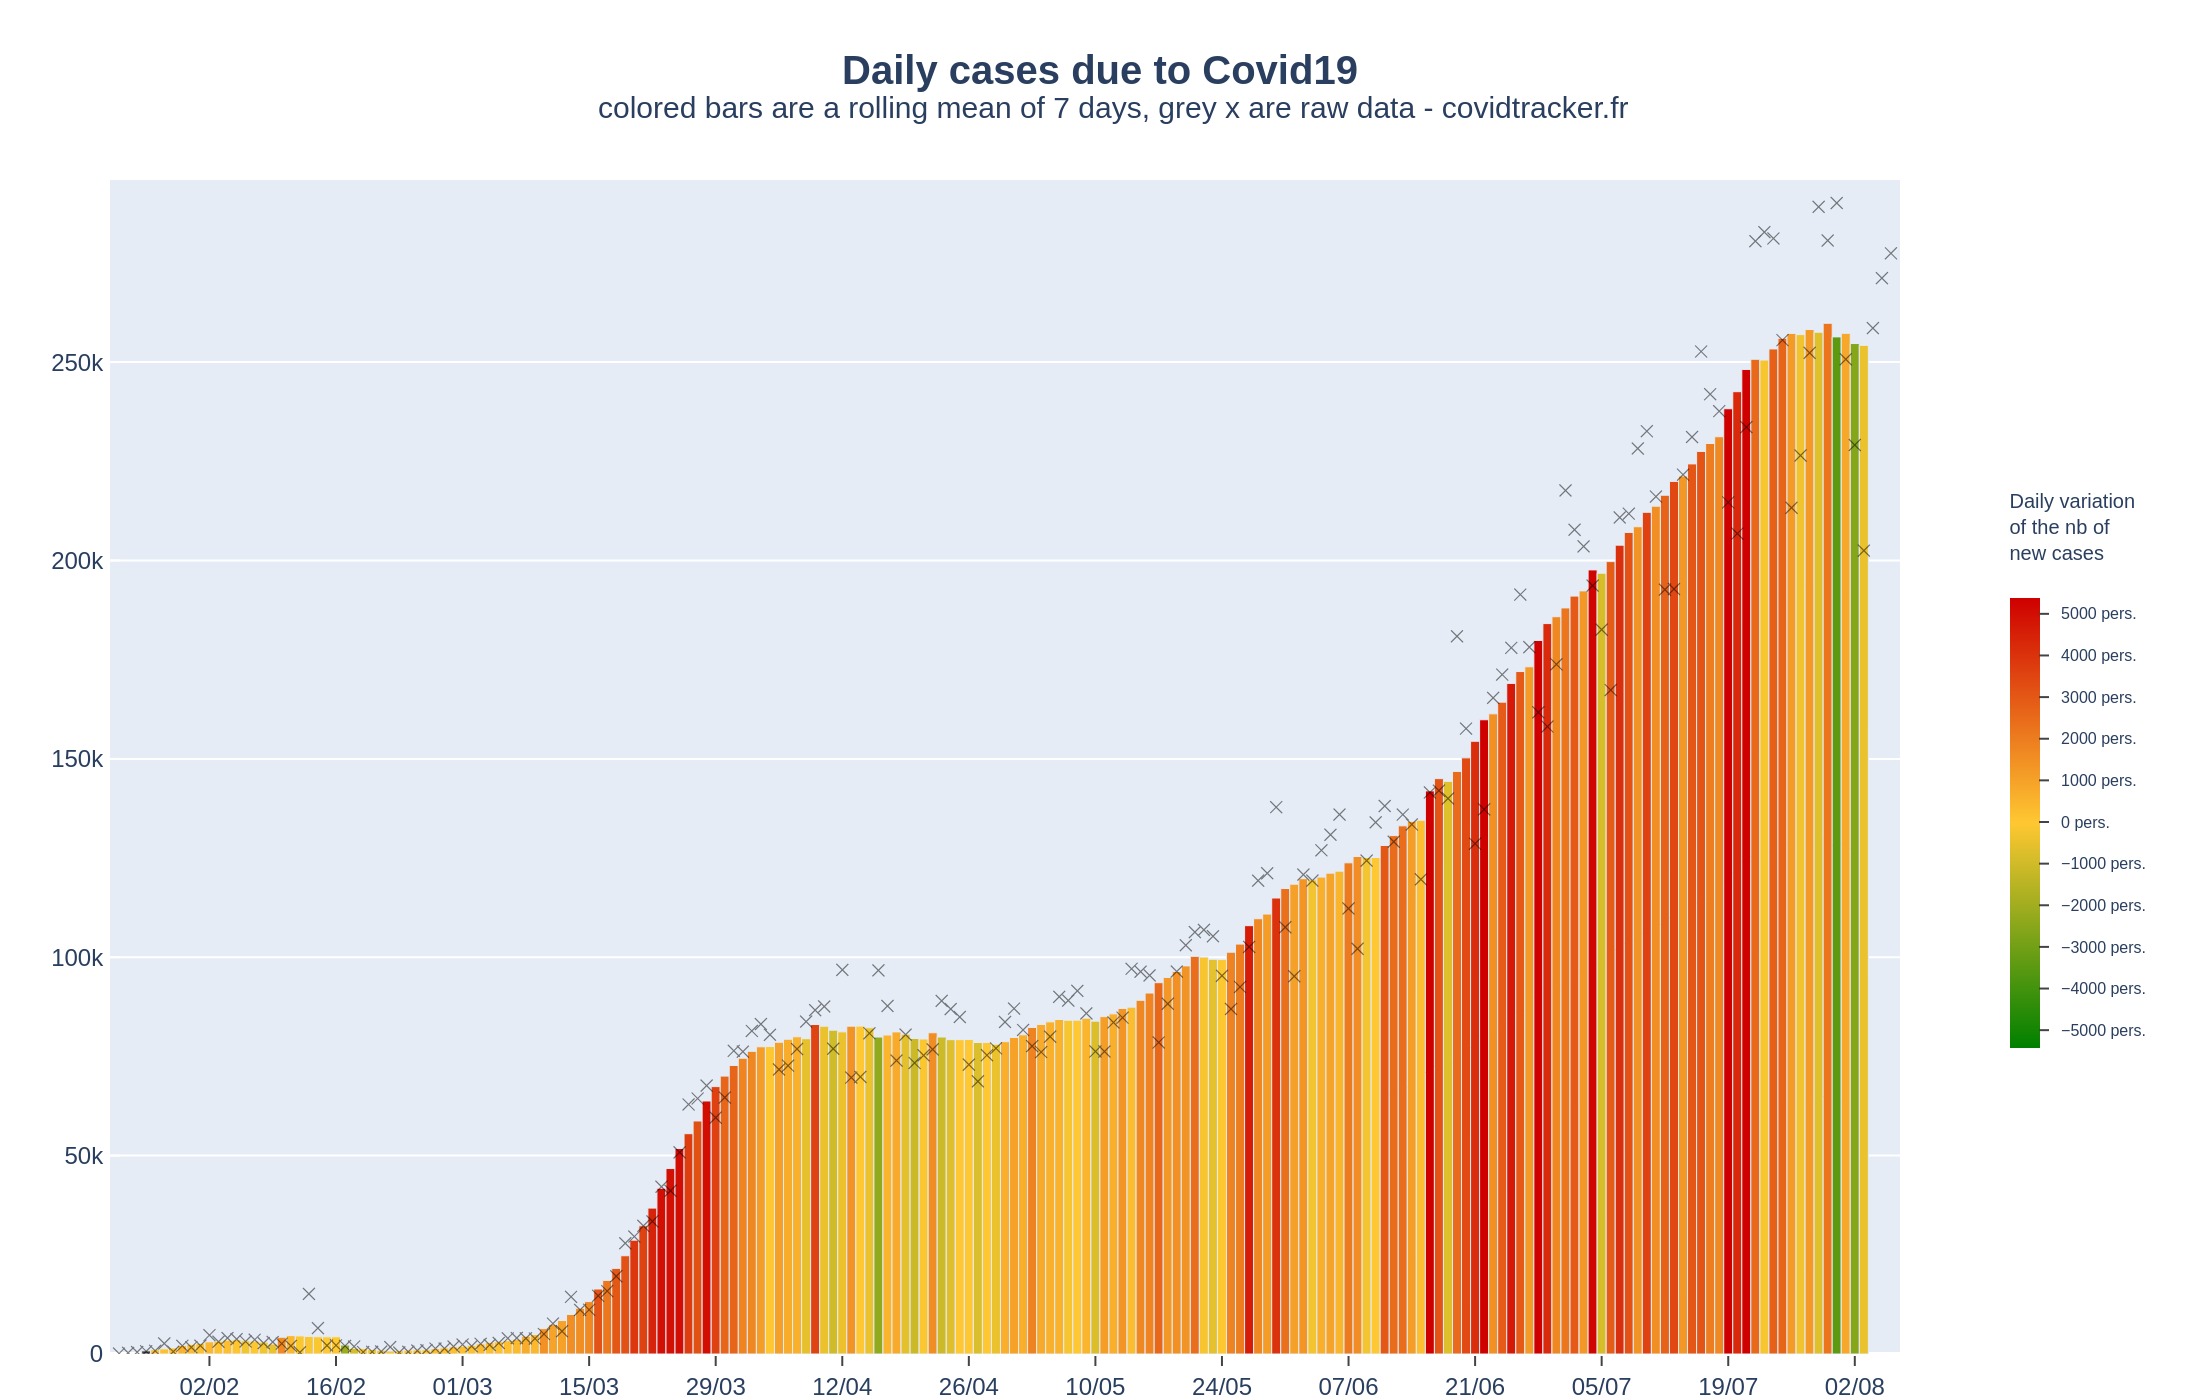 Daily cases due to Covid19
colored bars are a rolling mean of 7 days, grey x are raw data - covidtracker.fr
250k
200k
150k
100k
50k
0
02/02 16/02 01/03 15/03 29/03 12/04 26/04 10/05 24/05 07/06 21/06 05/07 19/07 02/08
Daily variation
of the nb of
new cases
5000 pers.
4000 pers.
3000 pers.
2000 pers.
1000 pers.
0 pers.
−1000 pers.
−2000 pers.
−3000 pers.
−4000 pers.
−5000 pers.